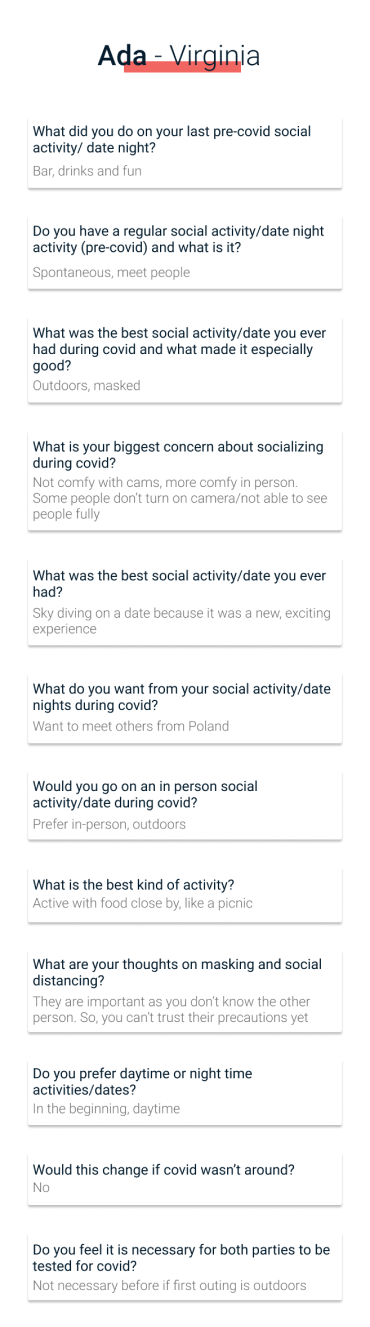 Ada - Virginia
What did you do on your last pre-covid social
activity/ date night?
Bar, drinks and fun
Do you have a regular social activity/date night
activity (pre-covid) and what is it?
Spontaneous, meet people
What was the best social activity/date you ever
had during covid and what made it especially
good?
Outdoors, masked
What is your biggest concern about socializing
during covid?
Not comfy with cams, more comfy in person.
Some people don't turn on camera/not able to see
people fully
What was the best social activity/date you ever
had?
Sky diving on a date because it was a new, exciting
experience
What do you want from your social activity/date
nights during covid?
Want to meet others from Poland
Would you go on an in person social
activity/date during covid?
Prefer in-person, outdoors
What is the best kind of activity?
Active with food close by, like a picnic
What are your thoughts on masking and social
distancing?
They are important as you don't know the other
person. So, you can't trust their precautions yet
Do you prefer daytime or night time
activities/dates?
In the beginning, daytime
Would this change if covid wasn't around?
No
Do you feel it is necessary for both parties to be
tested for covid?
Not necessary before if first outing is outdoors